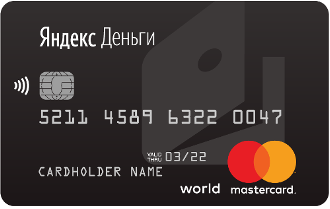 Яндекс Деньги
5211 4589 6322 0047
VALID THRU 03/22
CARDHOLDER NAME
world mastercard.